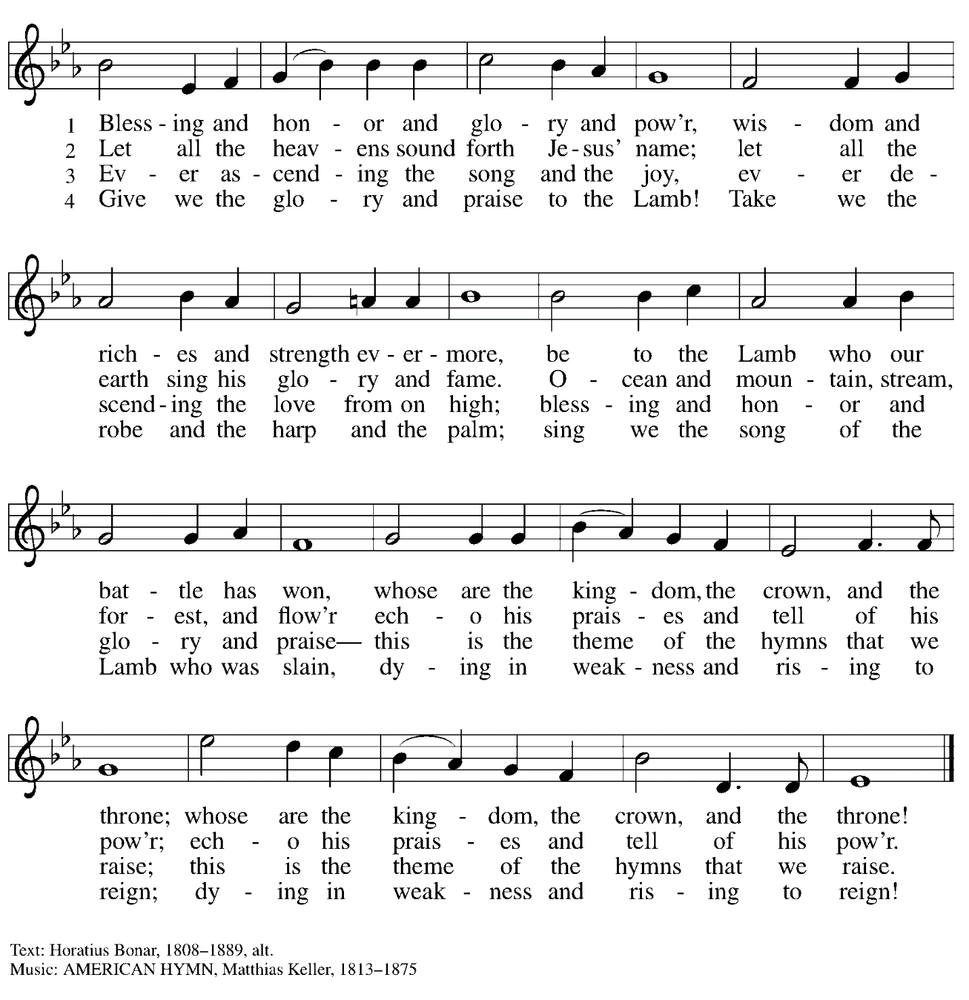 1 Bless - ing and hon - or and glo - ry and pow'r, wis - dom and
2 Let all the heav - ens sound forth Je - sus' name; let all the
3 Ev - er as - cend - ing the song and the joy, ev - er de -
4 Give we the glo - ry and praise to the Lamb! Take we the
rich - es and strength ev - er - more, be to the Lamb who our
earth sing his glo - ry and fame. O - cean and moun - tain, stream,
scend - ing the love from on high; bless - ing and hon - or and
robe and the harp and the palm; sing we the song of the
bat - tle has won, whose are the king - dom, the crown, and the
for - est, and flow'r ech - o his prais - es and tell of his
glo - ry and praise— this is the theme of the hymns that we
Lamb who was slain, dy - ing in weak - ness and ris - ing to
throne; whose are the king - dom, the crown, and the throne!
pow'r; ech - o his prais - es and tell of his pow'r.
raise; this is the theme of the hymns that we raise.
reign; dy - ing in weak - ness and ris - ing to reign!
Text: Horatius Bonar, 1808–1889, alt.
Music: AMERICAN HYMN, Matthias Keller, 1813–1875